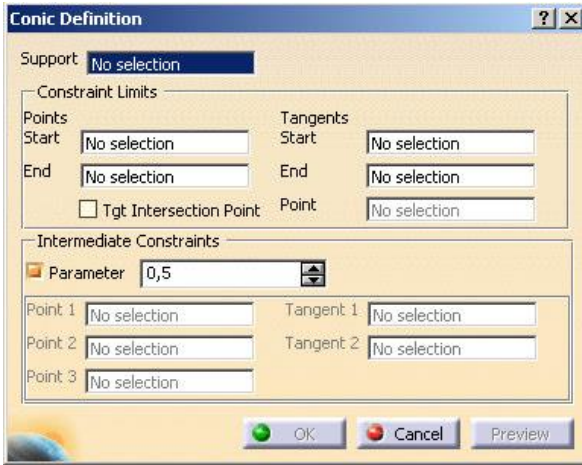 Conic Definition
Support No selection
Constraint Limits
Points Tangents
Start No selection Start No selection
End No selection End No selection
Tgt Intersection Point Point No selection
Intermediate Constraints
Parameter 0,5
Point 1 No selection Tangent 1 No selection
Point 2 No selection Tangent 2 No selection
Point 3 No selection
OK Cancel Preview